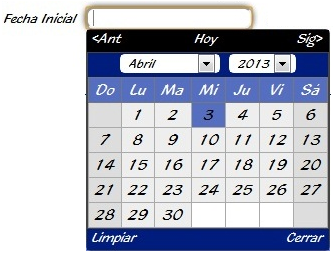 Fecha Inicial
<Ant Hoy Sig>
Abril 2013
Do Lu Ma Mi Ju Vi Sá
1 2 3 4 5 6
7 8 9 10 11 12 13
14 15 16 17 18 19 20
21 22 23 24 25 26 27
28 29 30
Limpiar Cerrar